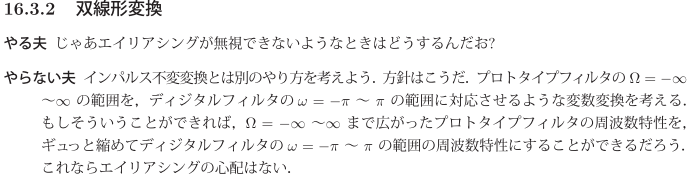 16.3.2 双線形変換
やる夫 じゃあエイリアシングが無視できないようなときはどうするんだお?
やらない夫 インパルス不変変換とは別のやり方を考えよう. 方針はこうだ. プロトタイプフィルタの Ω = −∞
〜∞ の範囲を, ディジタルフィルタの ω = −π 〜 π の範囲に対応させるような変数変換を考える.
もしそういうことができれば, Ω = −∞ 〜∞ まで広がったプロトタイプフィルタの周波数特性を,
ギュっと縮めてディジタルフィルタの ω = −π 〜 π の範囲の周波数特性にすることができるだろう.
これならエイリアシングの心配はない.